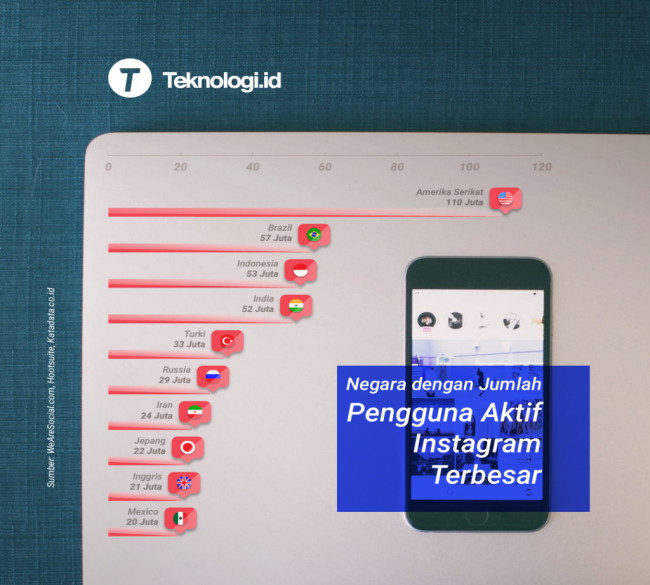 T Teknologi.id
0 20 40 60 80 100 120
Amerika Serikat
110 Juta
Brazil
57 Juta
Indonesia
53 Juta
India
52 Juta
Turki
33 Juta
Russia
29 Juta
Iran
24 Juta
Jepang
22 Juta
Inggris
21 Juta
Mexico
20 Juta
Sumber: WeAreSocial.com, Hootsuite, Katadata.co.id
Negara dengan Jumlah
Pengguna Aktif
Instagram
Terbesar